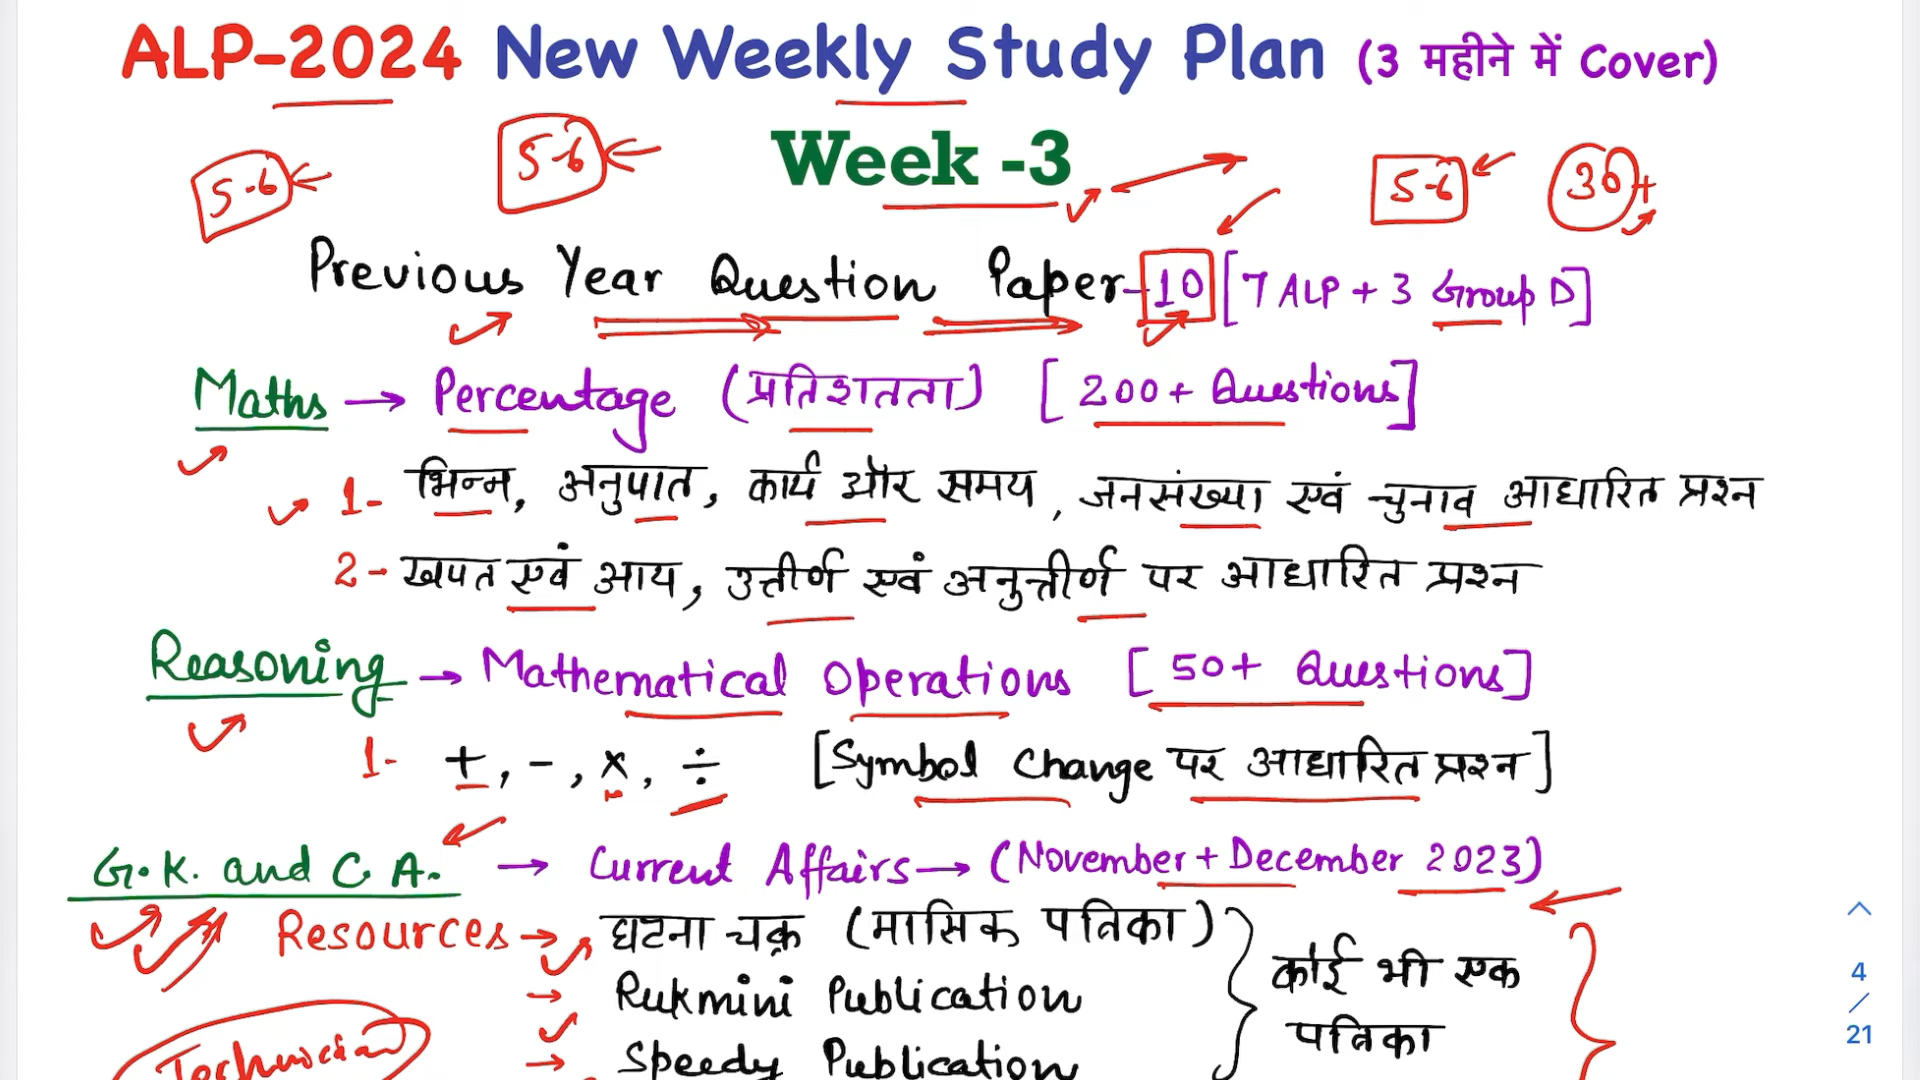 ALP-2024 New Weekly Study Plan (3 महीने में Cover)
5-6 5-6 Week -3 5-6 36+
Previous Year Question Paper-10 [7 ALP + 3 Group D]
Maths → Percentage (प्रतिशतता) [200+ Questions]
1- भिन्न, अनुपात, कार्य और समय, जनसंख्या एवं चुनाव आधारित प्रश्न
2- खपत एवं आय, उत्तीर्ण एवं अनुत्तीर्ण पर आधारित प्रश्न
Reasoning → Mathematical Operations [50+ Questions]
1- +, -, ×, ÷ [Symbol Change पर आधारित प्रश्न]
G.K. and C.A. → Current Affairs → (November + December 2023)
Resources → घटना चक्र (मासिक पत्रिका)
→ Rukmini Publication कोई भी एक
पत्रिका
Technician → Speedy Publication
4
/
21